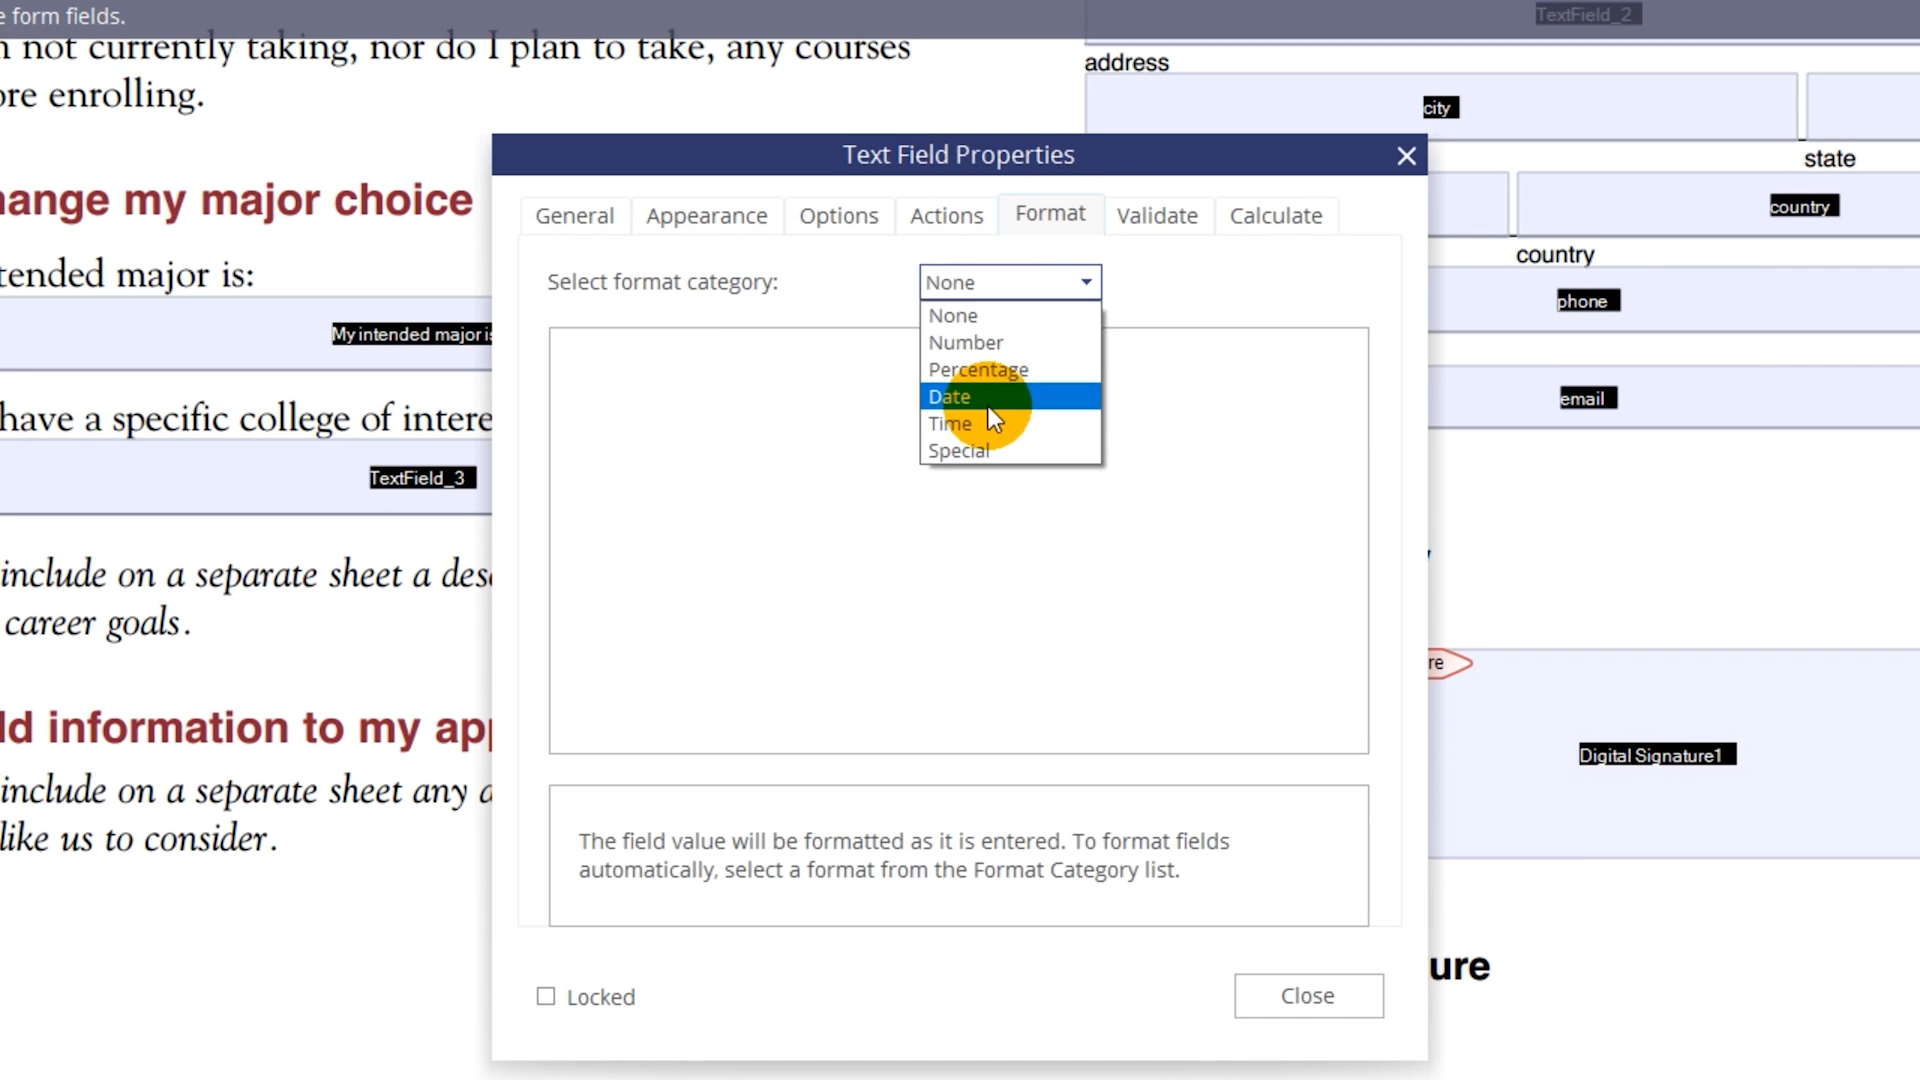 e form fields.
n not currently taking, nor do I plan to take, any courses
ore enrolling.
hange my major choice
tended major is:
My intended major is
have a specific college of intere
TextField_3
include on a separate sheet a des
career goals.
ld information to my app
include on a separate sheet any a
like us to consider.
TextField_2
address
city
state
country
country
phone
email
re
Digital Signature1
ure
Text Field Properties
General Appearance Options Actions Format Validate Calculate
Select format category: None
None
Number
Percentage
Date
Time
Special
The field value will be formatted as it is entered. To format fields
automatically, select a format from the Format Category list.
Locked
Close